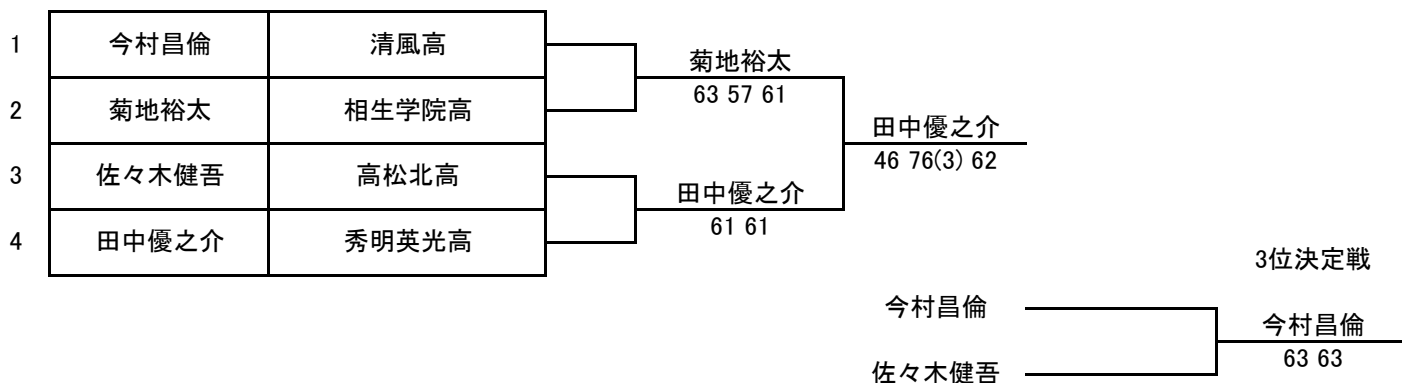 1 今村昌倫 清風高
2 菊地裕太 相生学院高
3 佐々木健吾 高松北高
4 田中優之介 秀明英光高
菊地裕太
63 57 61
田中優之介
61 61
田中優之介
46 76(3) 62
3位決定戦
今村昌倫
佐々木健吾
今村昌倫
63 63